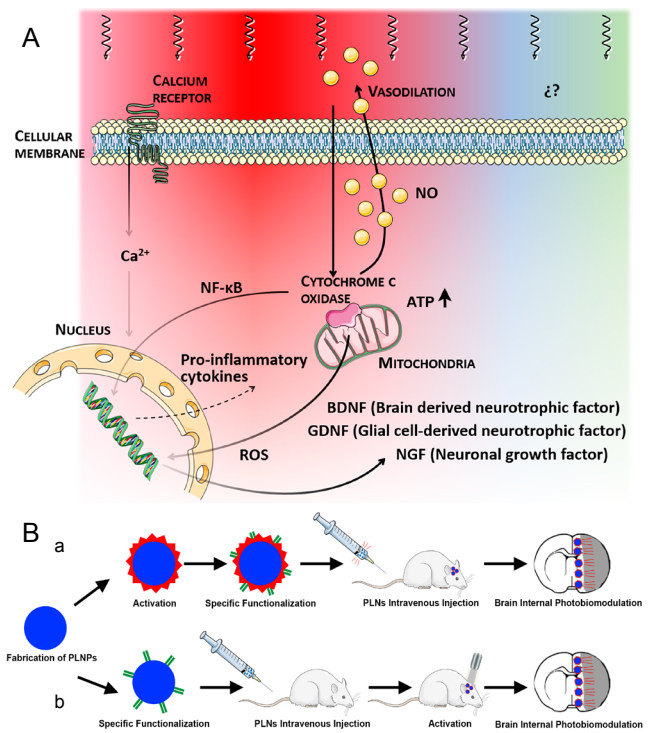 A
CALCIUM
RECEPTOR
VASODILATION
¿?
CELLULAR
MEMBRANE
NO
Ca²⁺
NF-κB
CYTOCHROME C
OXIDASE
ATP
NUCLEUS
Pro-inflammatory
cytokines
MITOCHONDRIA
BDNF (Brain derived neurotrophic factor)
GDNF (Glial cell-derived neurotrophic factor)
ROS
NGF (Neuronal growth factor)
B
a
Activation
Specific Functionalization
PLNs Intravenous Injection
Brain Internal Photobiomodulation
Fabrication of PLNPs
b
Specific Functionalization
PLNs Intravenous Injection
Activation
Brain Internal Photobiomodulation